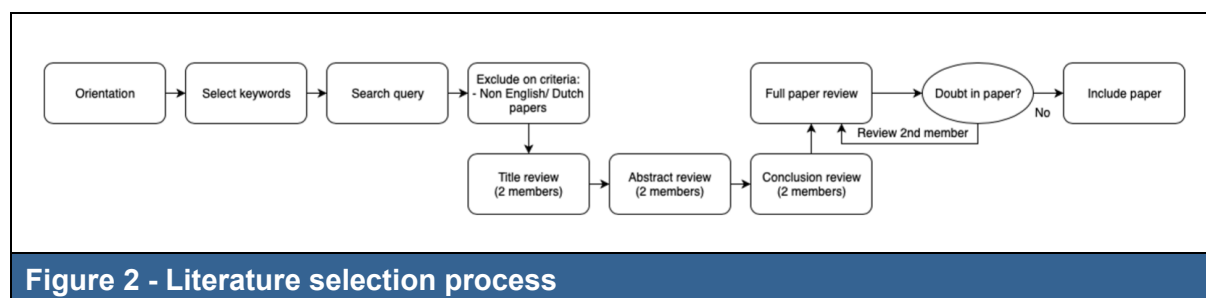 Orientation
Select keywords
Search query
Exclude on criteria:
- Non English/ Dutch
papers
Title review
(2 members)
Abstract review
(2 members)
Conclusion review
(2 members)
Full paper review
Doubt in paper?
Review 2nd member
No
Include paper
Figure 2 - Literature selection process